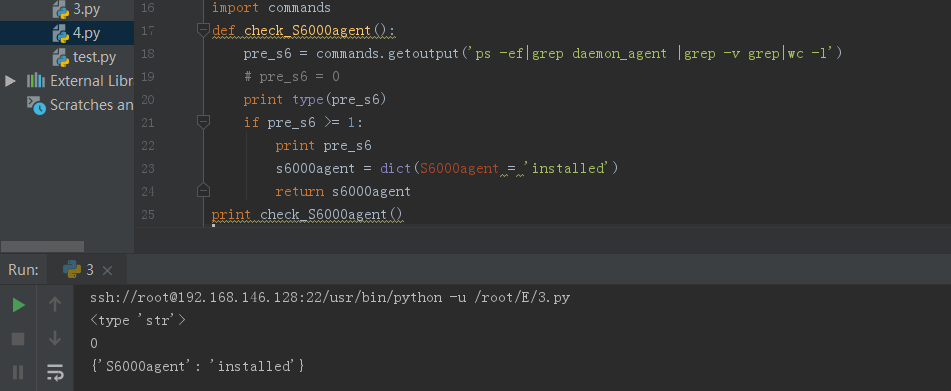 3.py
4.py
test.py
External Libr
Scratches an
16 import commands
17 def check_S6000agent():
18 pre_s6 = commands.getoutput('ps -ef|grep daemon_agent |grep -v grep|wc -l')
19 # pre_s6 = 0
20 print type(pre_s6)
21 if pre_s6 >= 1:
22 print pre_s6
23 s6000agent = dict(S6000agent = 'installed')
24 return s6000agent
25 print check_S6000agent()
Run: 3 ×
ssh://root@192.168.146.128:22/usr/bin/python -u /root/E/3.py
<type 'str'>
0
{'S6000agent': 'installed'}